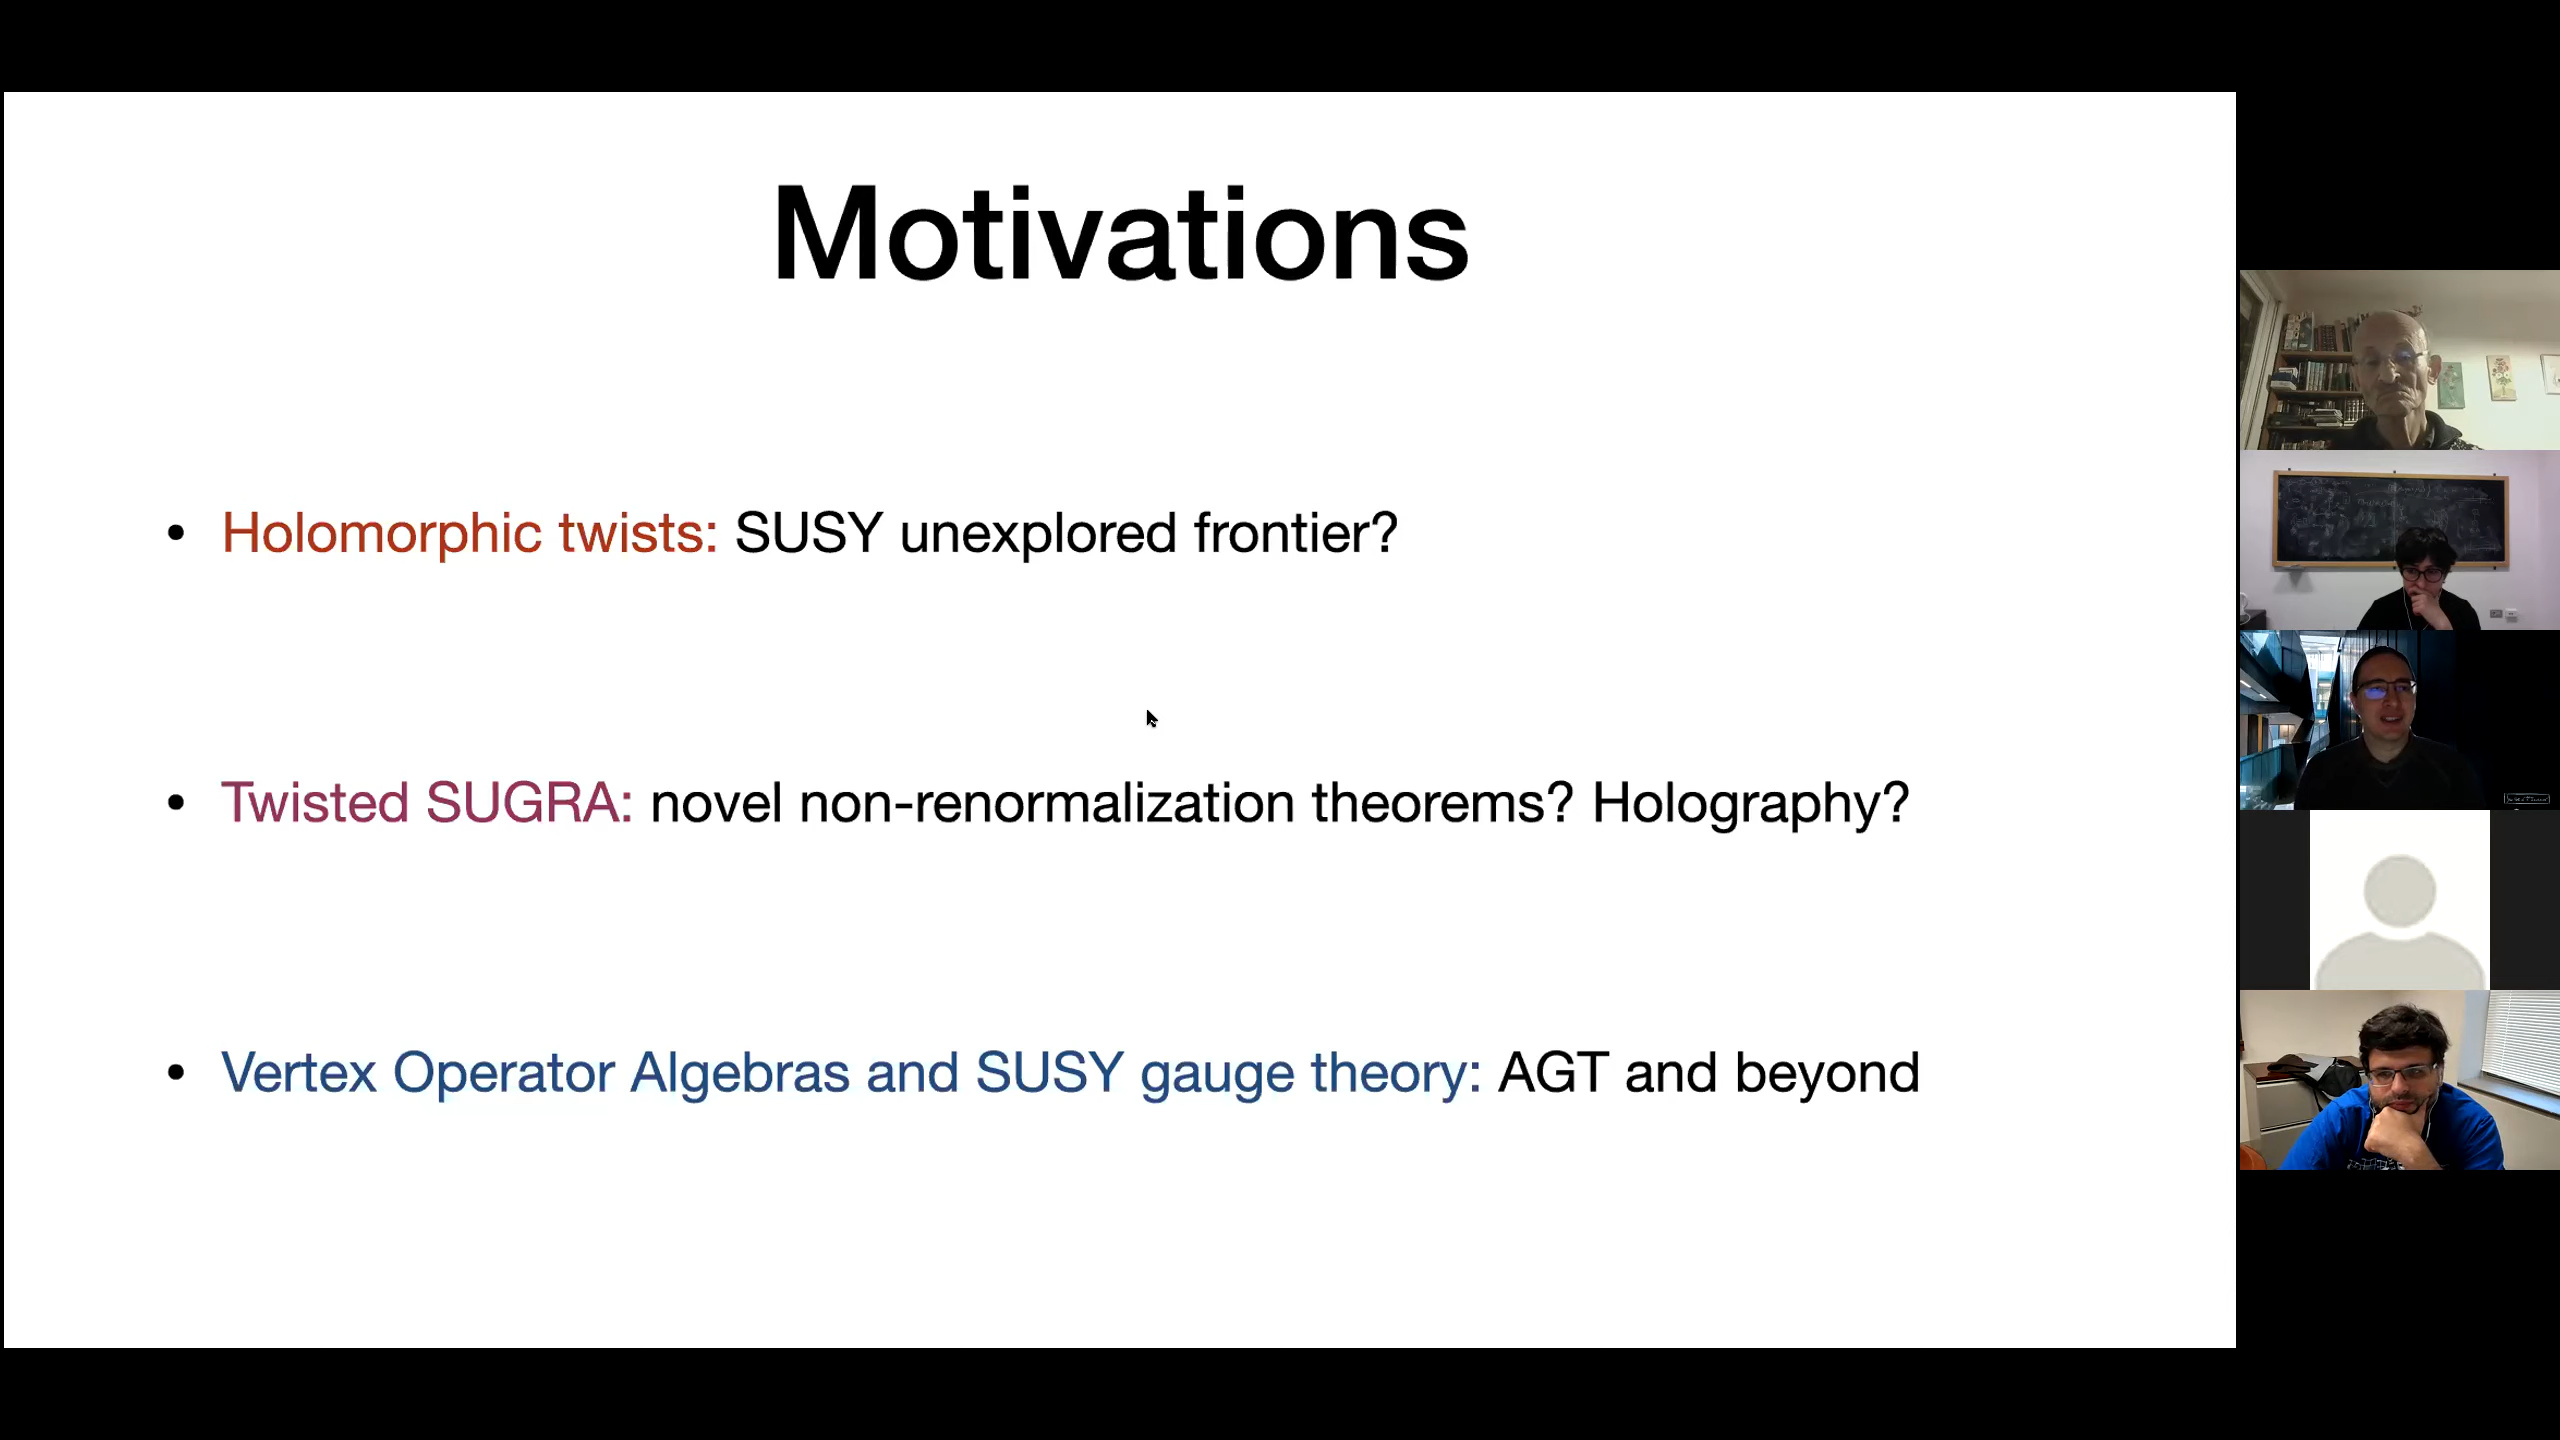 Motivations
• Holomorphic twists: SUSY unexplored frontier?
• Twisted SUGRA: novel non-renormalization theorems? Holography?
• Vertex Operator Algebras and SUSY gauge theory: AGT and beyond